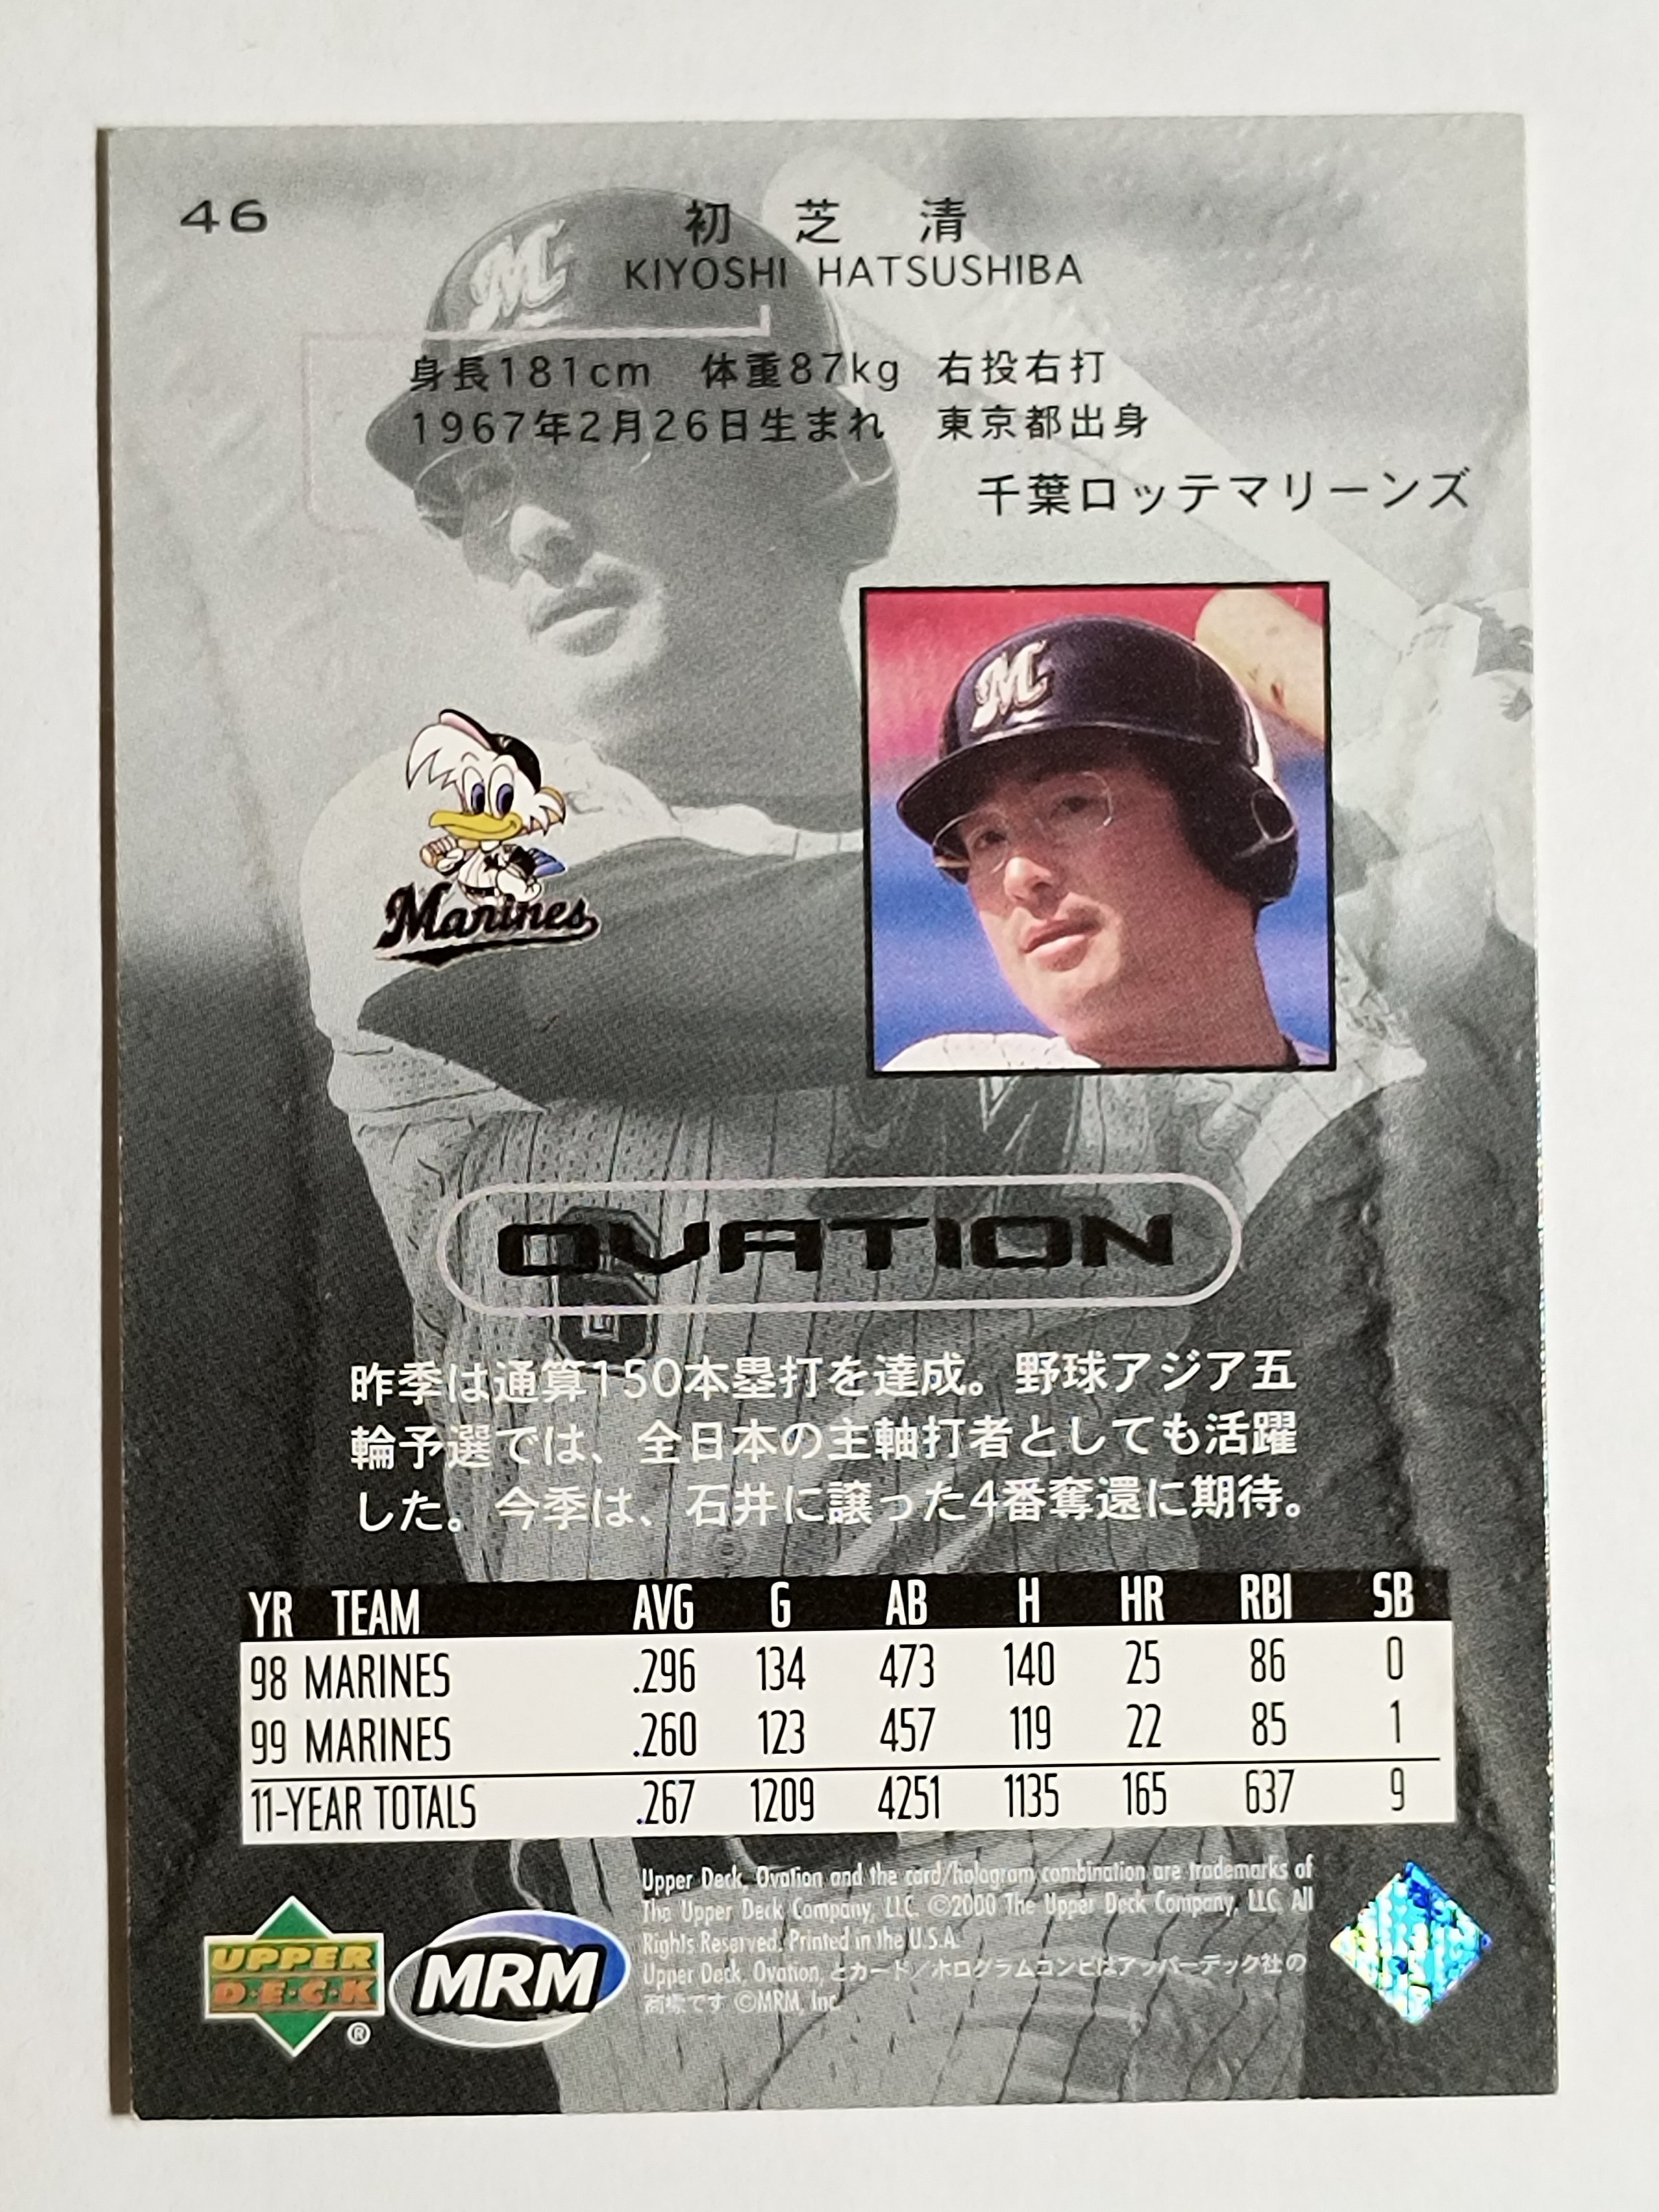 46
初 芝 清
KIYOSHI HATSUSHIBA
身長181cm 体重87kg 右投右打
1967年2月26日生まれ 東京都出身
千葉ロッテマリーンズ
M
M
Marines
OVATION
6
昨季は通算150本塁打を達成。野球アジア五
輪予選では、全日本の主軸打者としても活躍
した。今季は、石井に譲った4番奪還に期待。
YR TEAM AVG G AB H HR RBI SB
98 MARINES .296 134 473 140 25 86 0
99 MARINES .260 123 457 119 22 85 1
11-YEAR TOTALS .267 1209 4251 1135 165 637 9
Upper Deck, Ovation and the card/hologram combination are trademarks of
The Upper Deck Company, LLC. ©2000 The Upper Deck Company, LLC. All
Rights Reserved. Printed in the U.S.A.
Upper Deck, Ovation, とカード/ホログラムコンビはアッパーデック社の
商標です ©MRM, Inc.
UPPER
D·E·C·K
®
MRM